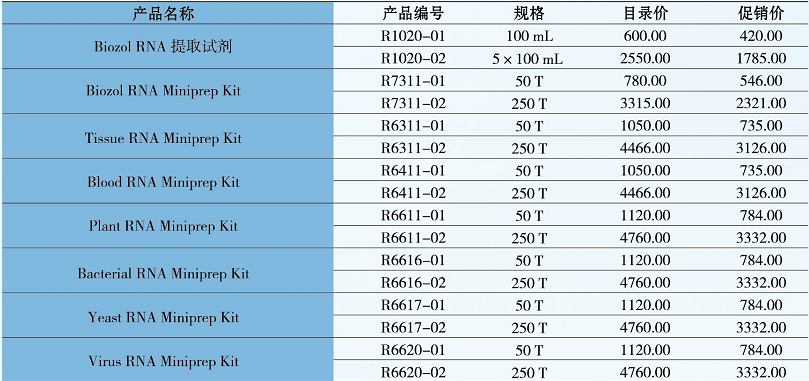 产品名称 产品编号 规格 目录价 促销价
Biozol RNA 提取试剂 R1020-01 100 mL 600.00 420.00
R1020-02 5 × 100 mL 2550.00 1785.00
Biozol RNA Miniprep Kit R7311-01 50 T 780.00 546.00
R7311-02 250 T 3315.00 2321.00
Tissue RNA Miniprep Kit R6311-01 50 T 1050.00 735.00
R6311-02 250 T 4466.00 3126.00
Blood RNA Miniprep Kit R6411-01 50 T 1050.00 735.00
R6411-02 250 T 4466.00 3126.00
Plant RNA Miniprep Kit R6611-01 50 T 1120.00 784.00
R6611-02 250 T 4760.00 3332.00
Bacterial RNA Miniprep Kit R6616-01 50 T 1120.00 784.00
R6616-02 250 T 4760.00 3332.00
Yeast RNA Miniprep Kit R6617-01 50 T 1120.00 784.00
R6617-02 250 T 4760.00 3332.00
Virus RNA Miniprep Kit R6620-01 50 T 1120.00 784.00
R6620-02 250 T 4760.00 3332.00